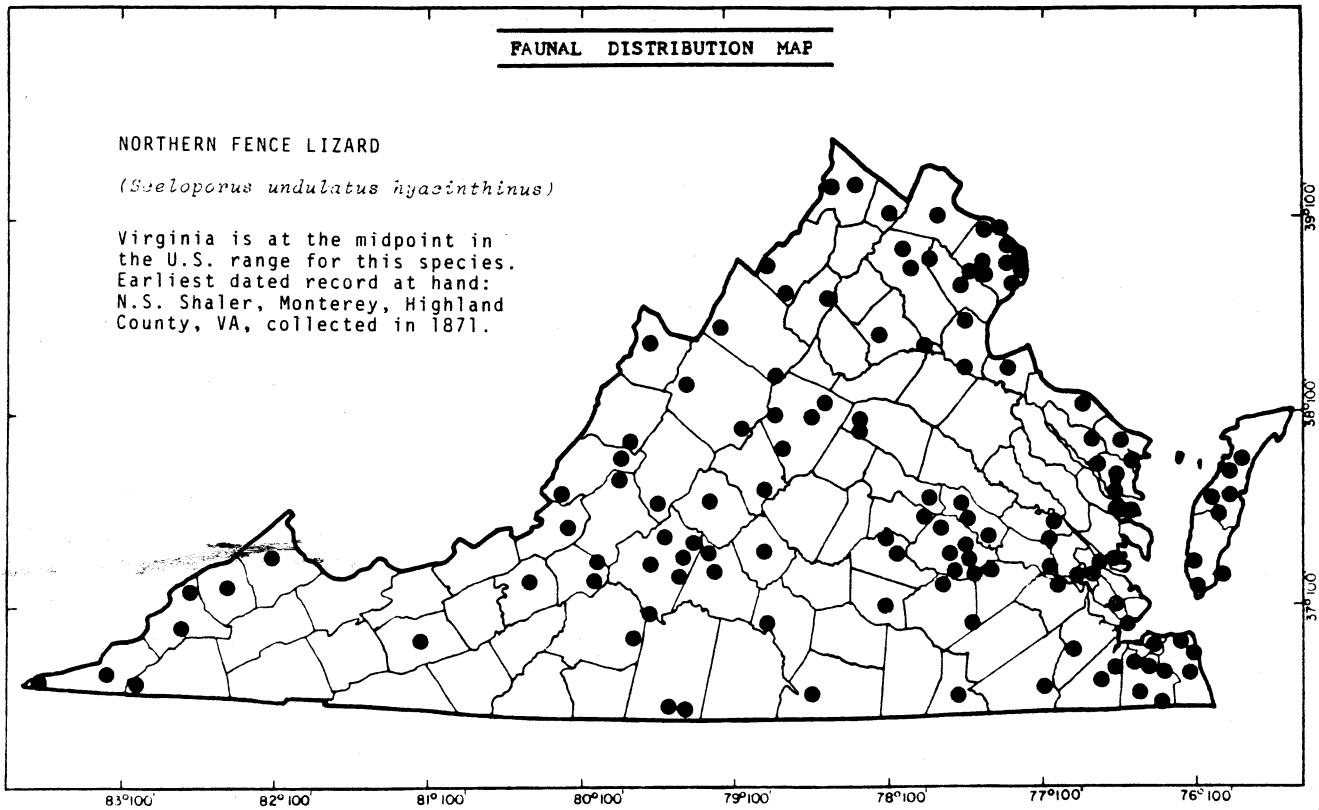 FAUNAL DISTRIBUTION MAP
NORTHERN FENCE LIZARD
(Sceloporus undulatus hyacinthinus)
Virginia is at the midpoint in
the U.S. range for this species.
Earliest dated record at hand:
N.S. Shaler, Monterey, Highland
County, VA, collected in 1871.
39°00'
38°00'
37°00'
83°00'
82°00'
81°00'
80°00'
79°00'
78°00'
77°00'
76°00'